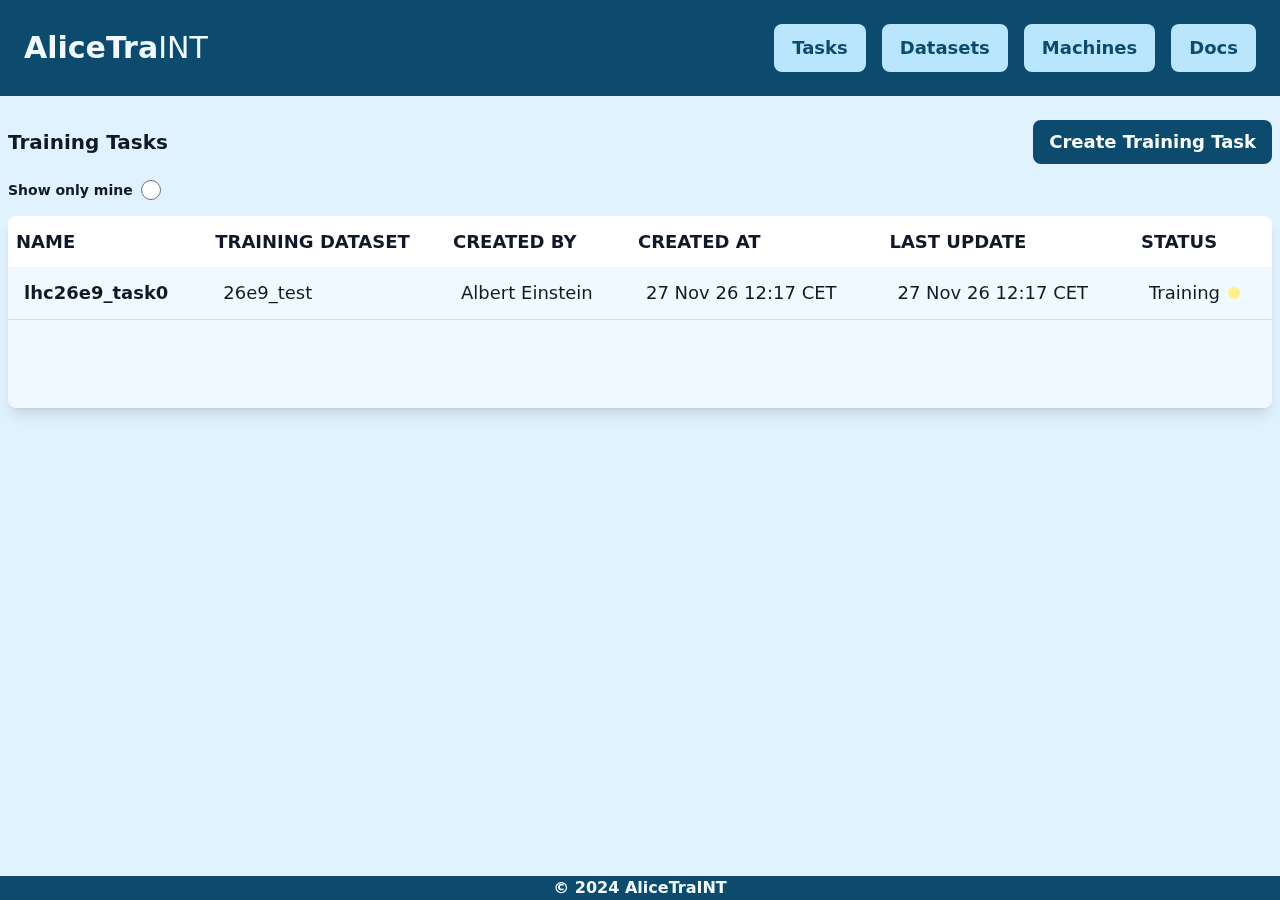 AliceTraINT
Tasks Datasets Machines Docs
Training Tasks
Create Training Task
Show only mine
NAME TRAINING DATASET CREATED BY CREATED AT LAST UPDATE STATUS
lhc26e9_task0 26e9_test Albert Einstein 27 Nov 26 12:17 CET 27 Nov 26 12:17 CET Training
© 2024 AliceTraINT